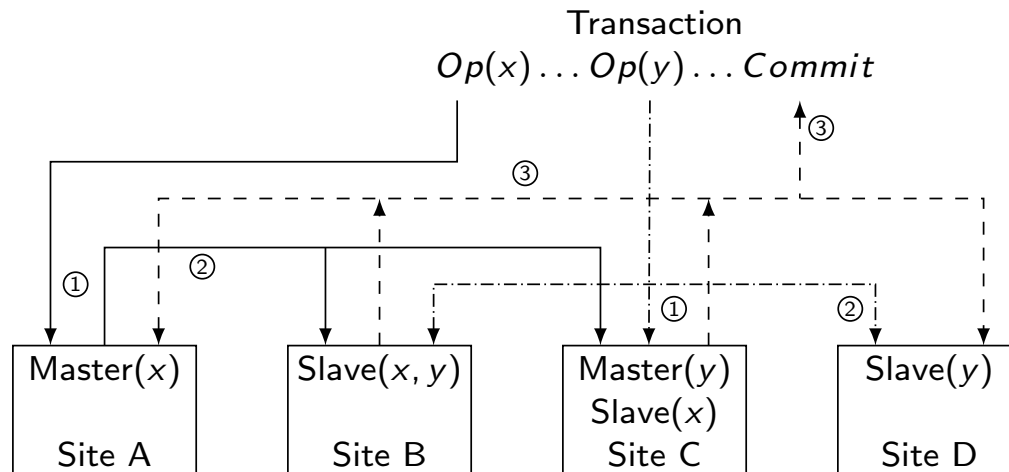 Transaction
Op(x) ... Op(y) ... Commit
③
③
②
①
①
②
Master(x)
Site A
Slave(x, y)
Site B
Master(y)
Slave(x)
Site C
Slave(y)
Site D